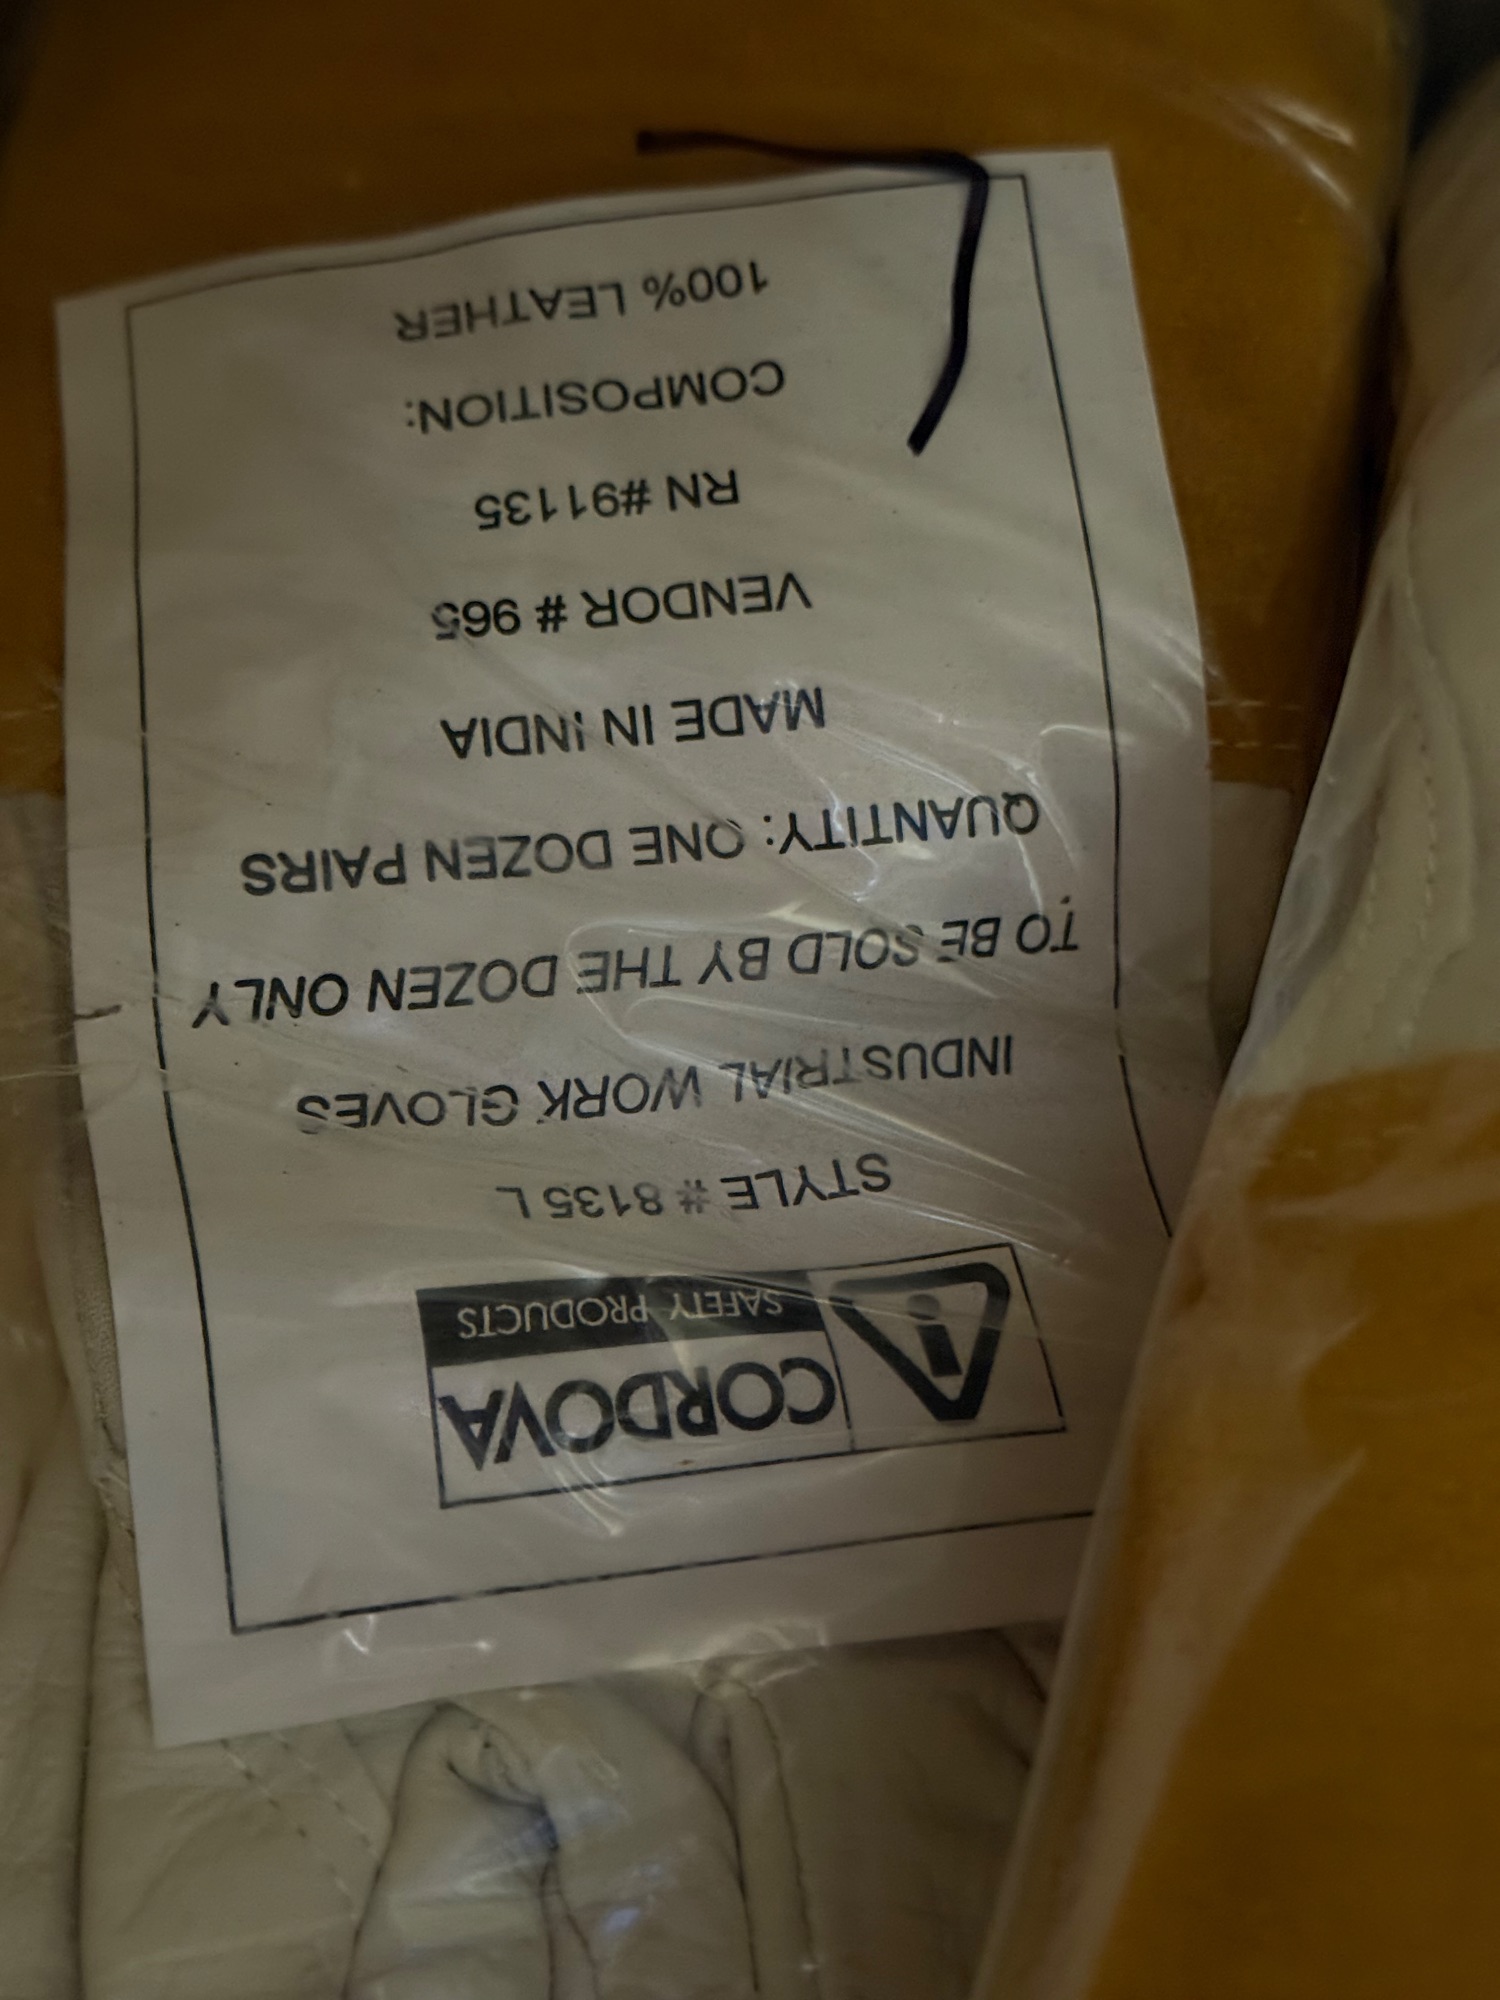 CORDOVA
SAFETY PRODUCTS
STYLE # 8135 L
INDUSTRIAL WORK GLOVES
TO BE SOLD BY THE DOZEN ONLY
QUANTITY: ONE DOZEN PAIRS
MADE IN INDIA
VENDOR # 965
RN #91135
COMPOSITION:
100% LEATHER